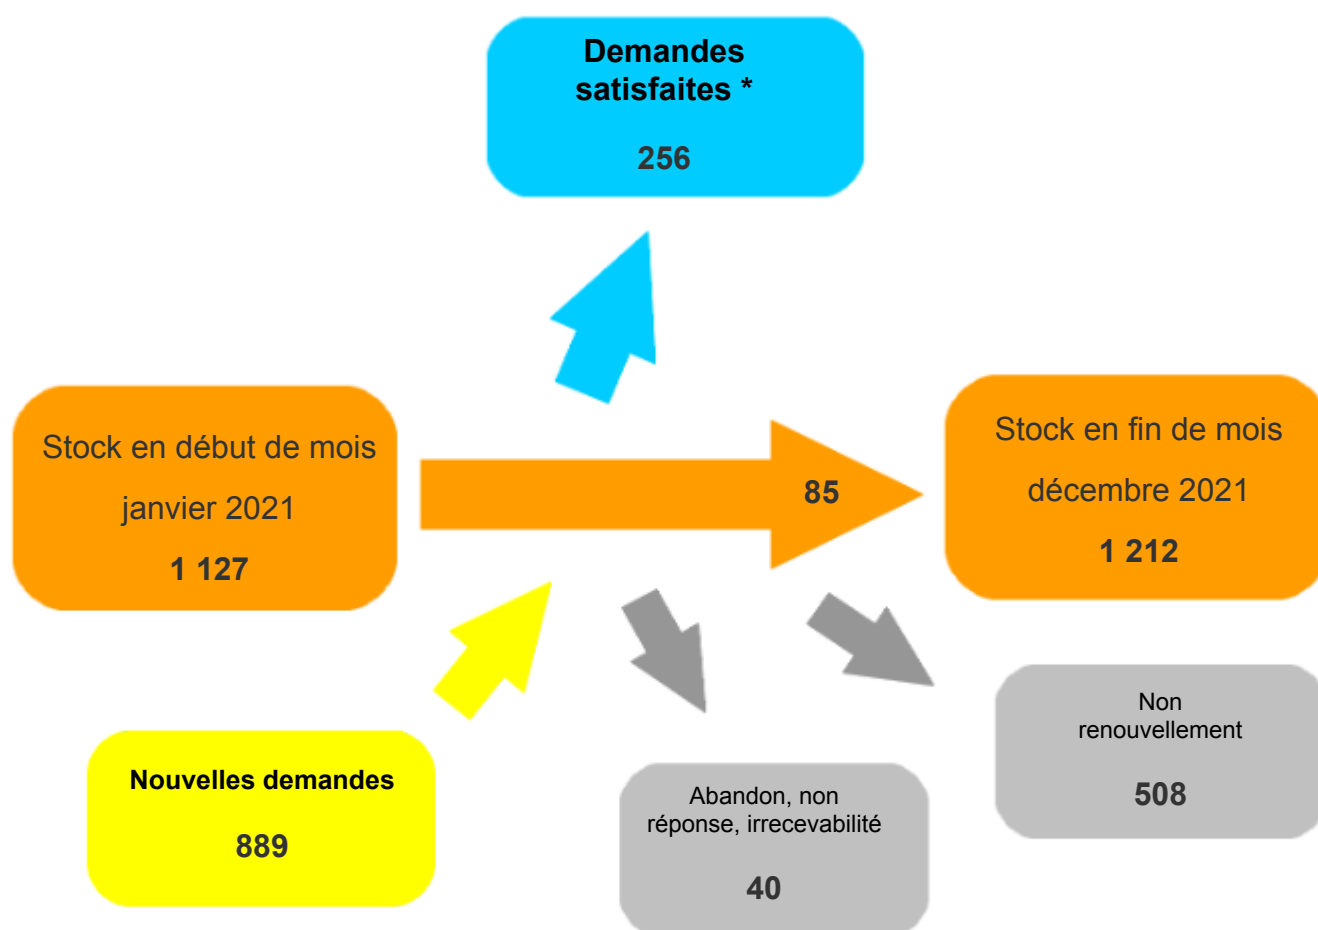 Demandes
satisfaites *
256
Stock en début de mois
janvier 2021
1 127
85
Stock en fin de mois
décembre 2021
1 212
Nouvelles demandes
889
Abandon, non
réponse, irrecevabilité
40
Non
renouvellement
508